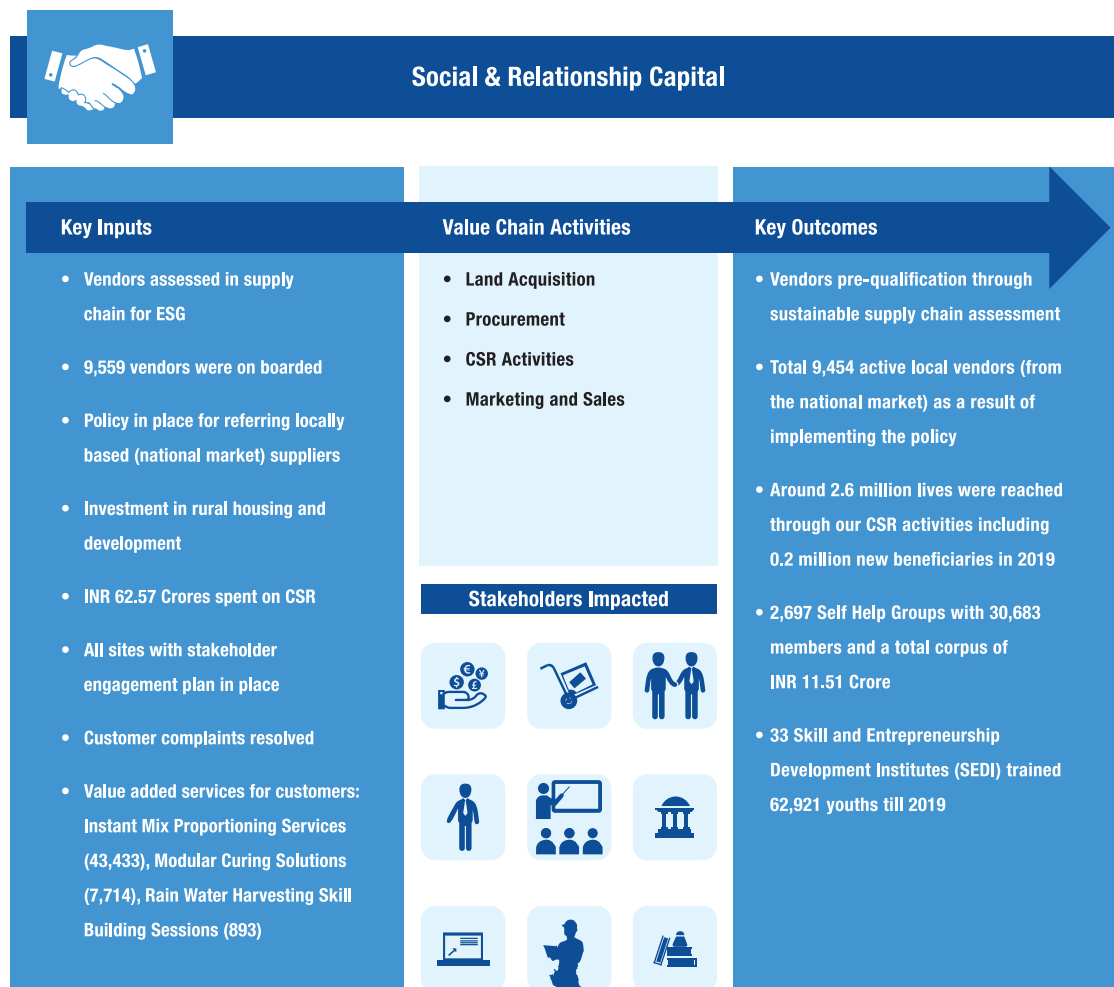 Social & Relationship Capital
Key Inputs
• Vendors assessed in supply
chain for ESG
• 9,559 vendors were on boarded
• Policy in place for referring locally
based (national market) suppliers
• Investment in rural housing and
development
• INR 62.57 Crores spent on CSR
• All sites with stakeholder
engagement plan in place
• Customer complaints resolved
• Value added services for customers:
Instant Mix Proportioning Services
(43,433), Modular Curing Solutions
(7,714), Rain Water Harvesting Skill
Building Sessions (893)
Value Chain Activities
• Land Acquisition
• Procurement
• CSR Activities
• Marketing and Sales
Stakeholders Impacted
$ € £ ¥
Key Outcomes
• Vendors pre-qualification through
sustainable supply chain assessment
• Total 9,454 active local vendors (from
the national market) as a result of
implementing the policy
• Around 2.6 million lives were reached
through our CSR activities including
0.2 million new beneficiaries in 2019
• 2,697 Self Help Groups with 30,683
members and a total corpus of
INR 11.51 Crore
• 33 Skill and Entrepreneurship
Development Institutes (SEDI) trained
62,921 youths till 2019